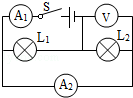 A₁ S V
L₁ L₂
A₂